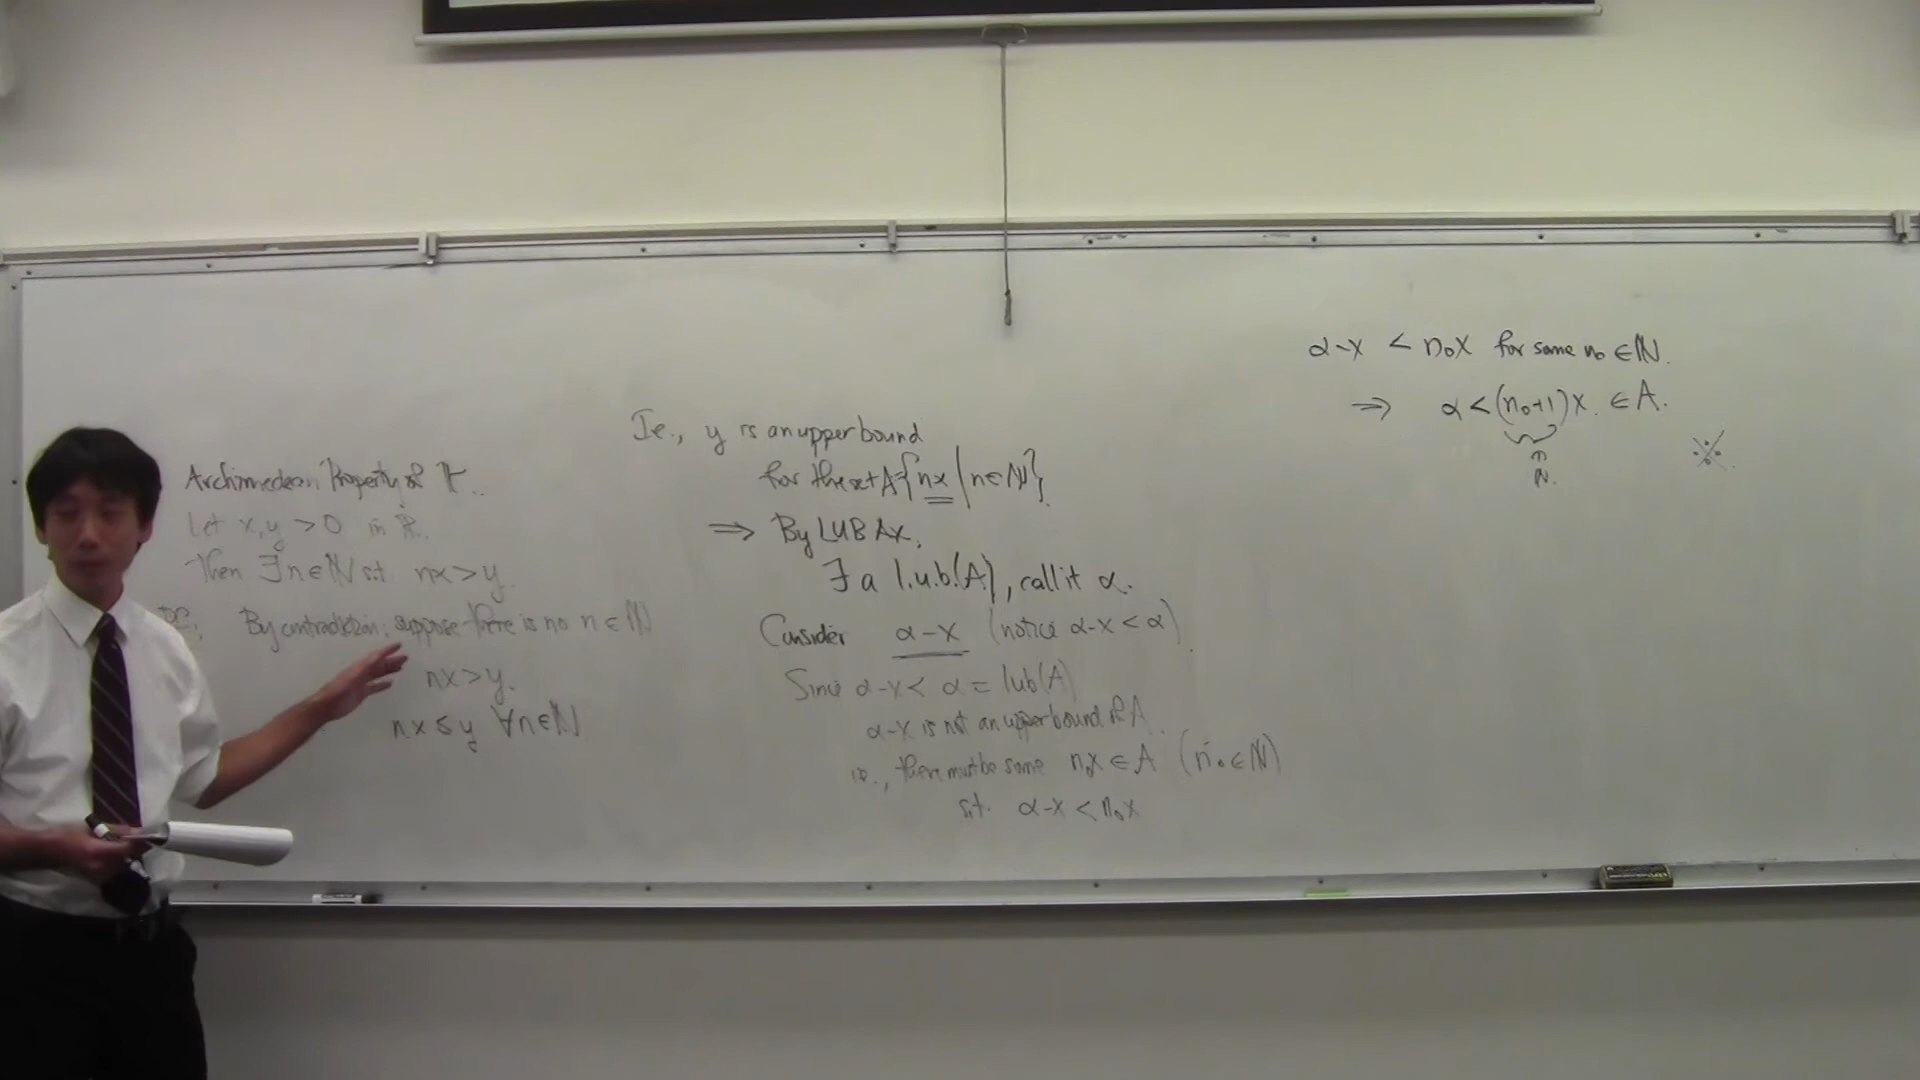 Archimedean Property of ℝ.
Let x, y > 0 in ℝ.
Then ∃n∈ℕ s.t. nx > y.
Pf. By contradiction, suppose there is no n ∈ ℕ
nx > y.
nx ≤ y ∀n∈ℕ
I.e., y is an upper bound
for the set A {nx | n∈ℕ}
⇒ By LUB Ax.
∃ a l.u.b.(A), call it α.
Consider α-x (notice α-x < α)
Since α-x < α = lub(A)
α-x is not an upper bound of A.
i.e., there must be some n₀x ∈ A (n₀∈ℕ)
s.t. α-x < n₀x
α-x < n₀x for some n₀ ∈ℕ.
⇒ α < (n₀+1)x. ∈ A.
※
ℕ.